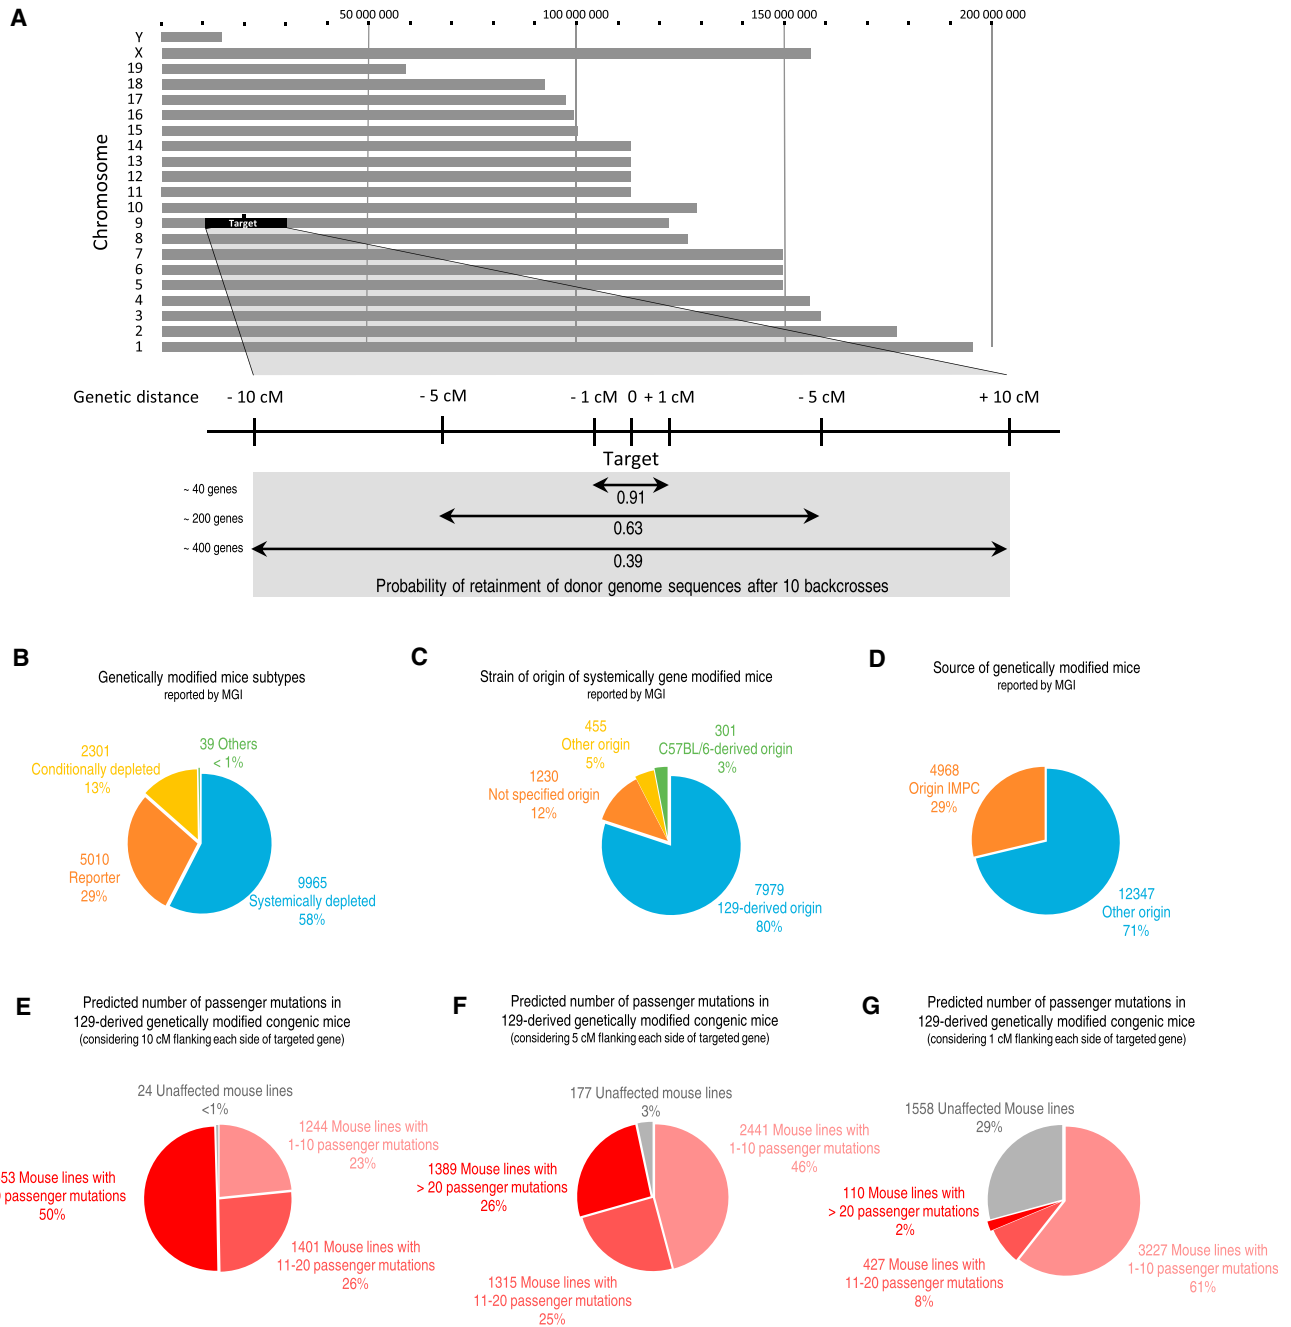 A
50 000 000
100 000 000
150 000 000
200 000 000
Chromosome
Y
X
19
18
17
16
15
14
13
12
11
10
9
Target
8
7
6
5
4
3
2
1
Genetic distance
- 10 cM
- 5 cM
- 1 cM
0
+ 1 cM
- 5 cM
+ 10 cM
Target
~ 40 genes
0.91
~ 200 genes
0.63
~ 400 genes
0.39
Probability of retainment of donor genome sequences after 10 backcrosses
B
Genetically modified mice subtypes
reported by MGI
39 Others
< 1%
2301
Conditionally depleted
13%
5010
Reporter
29%
9965
Systemically depleted
58%
C
Strain of origin of systemically gene modified mice
reported by MGI
455
Other origin
5%
301
C57BL/6-derived origin
3%
1230
Not specified origin
12%
7979
129-derived origin
80%
D
Source of genetically modified mice
reported by MGI
4968
Origin IMPC
29%
12347
Other origin
71%
E
Predicted number of passenger mutations in
129-derived genetically modified congenic mice
(considering 10 cM flanking each side of targeted gene)
24 Unaffected mouse lines
<1%
1244 Mouse lines with
1-10 passenger mutations
23%
53 Mouse lines with
passenger mutations
50%
1401 Mouse lines with
11-20 passenger mutations
26%
F
Predicted number of passenger mutations in
129-derived genetically modified congenic mice
(considering 5 cM flanking each side of targeted gene)
177 Unaffected mouse lines
3%
2441 Mouse lines with
1-10 passenger mutations
46%
1389 Mouse lines with
> 20 passenger mutations
26%
1315 Mouse lines with
11-20 passenger mutations
25%
G
Predicted number of passenger mutations in
129-derived genetically modified congenic mice
(considering 1 cM flanking each side of targeted gene)
1558 Unaffected Mouse lines
29%
110 Mouse lines with
> 20 passenger mutations
2%
427 Mouse lines with
11-20 passenger mutations
8%
3227 Mouse lines with
1-10 passenger mutations
61%